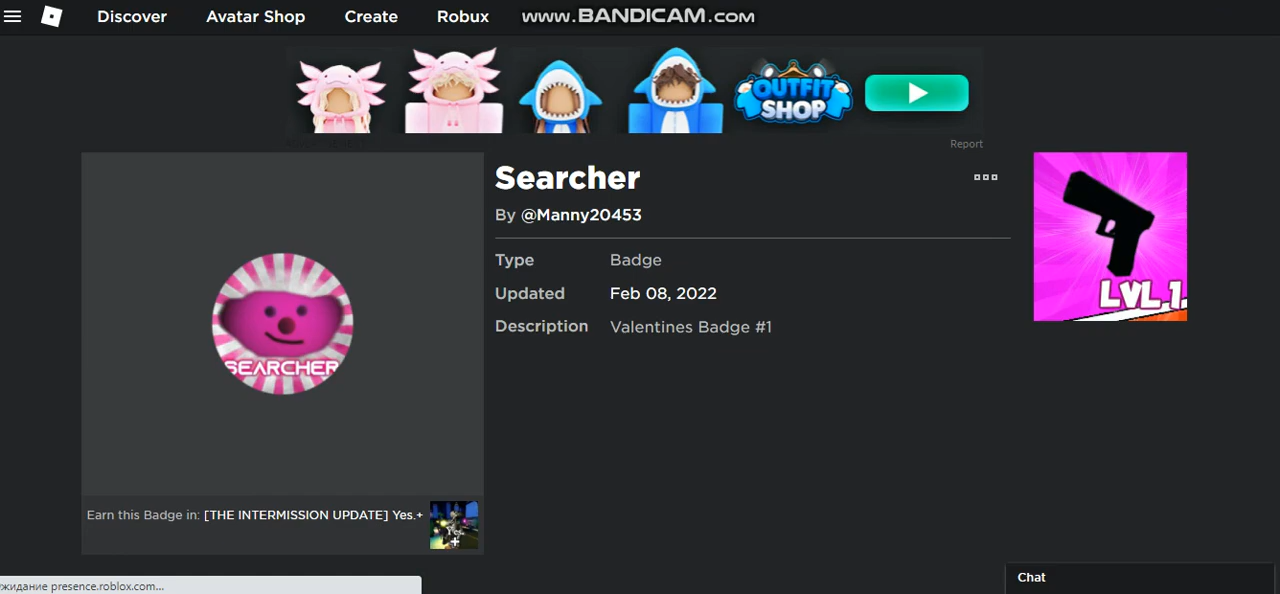 Discover Avatar Shop Create Robux www.BANDICAM.com
OUTFIT
SHOP
Report
Searcher
By @Manny20453
Type Badge
Updated Feb 08, 2022
Description Valentines Badge #1
LVL.1
SEARCHER
Earn this Badge in: [THE INTERMISSION UPDATE] Yes.+
Yes
+
Chat
жидание presence.roblox.com...